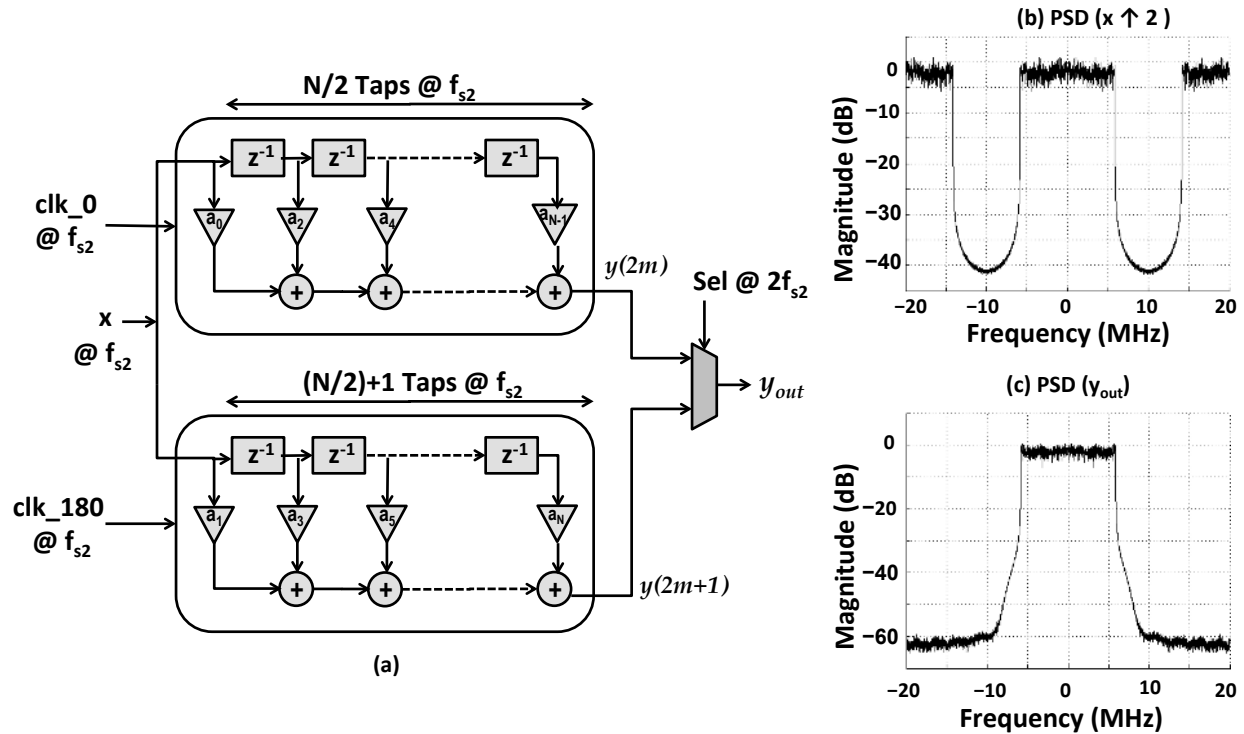 N/2 Taps @ fs2
z-1 z-1 z-1
a0 a2 a4 aN-1
+ + +
clk_0
@ fs2
y(2m)
x
@ fs2
Sel @ 2fs2
yout
(N/2)+1 Taps @ fs2
z-1 z-1 z-1
a1 a3 a5 aN
+ + +
clk_180
@ fs2
y(2m+1)
(a)
(b) PSD (x ↑ 2 )
Magnitude (dB)
0
−10
−20
−30
−40
−20 −10 0 10 20
Frequency (MHz)
(c) PSD (yout)
Magnitude (dB)
0
−20
−40
−60
−20 −10 0 10 20
Frequency (MHz)